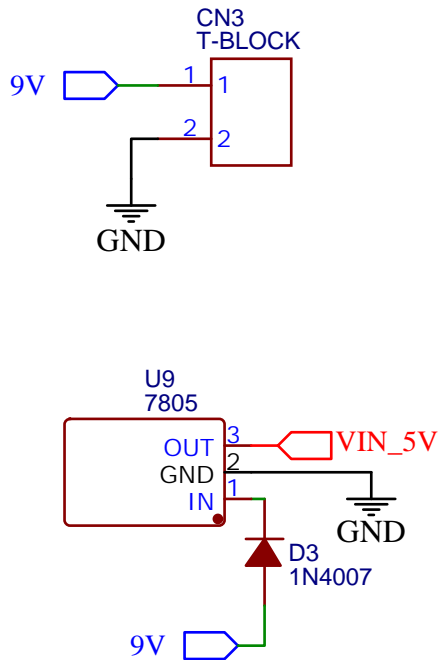 CN3
T-BLOCK
9V
1 1
2 2
GND
U9
7805
OUT 3
VIN_5V
GND 2
IN 1
GND
D3
1N4007
9V